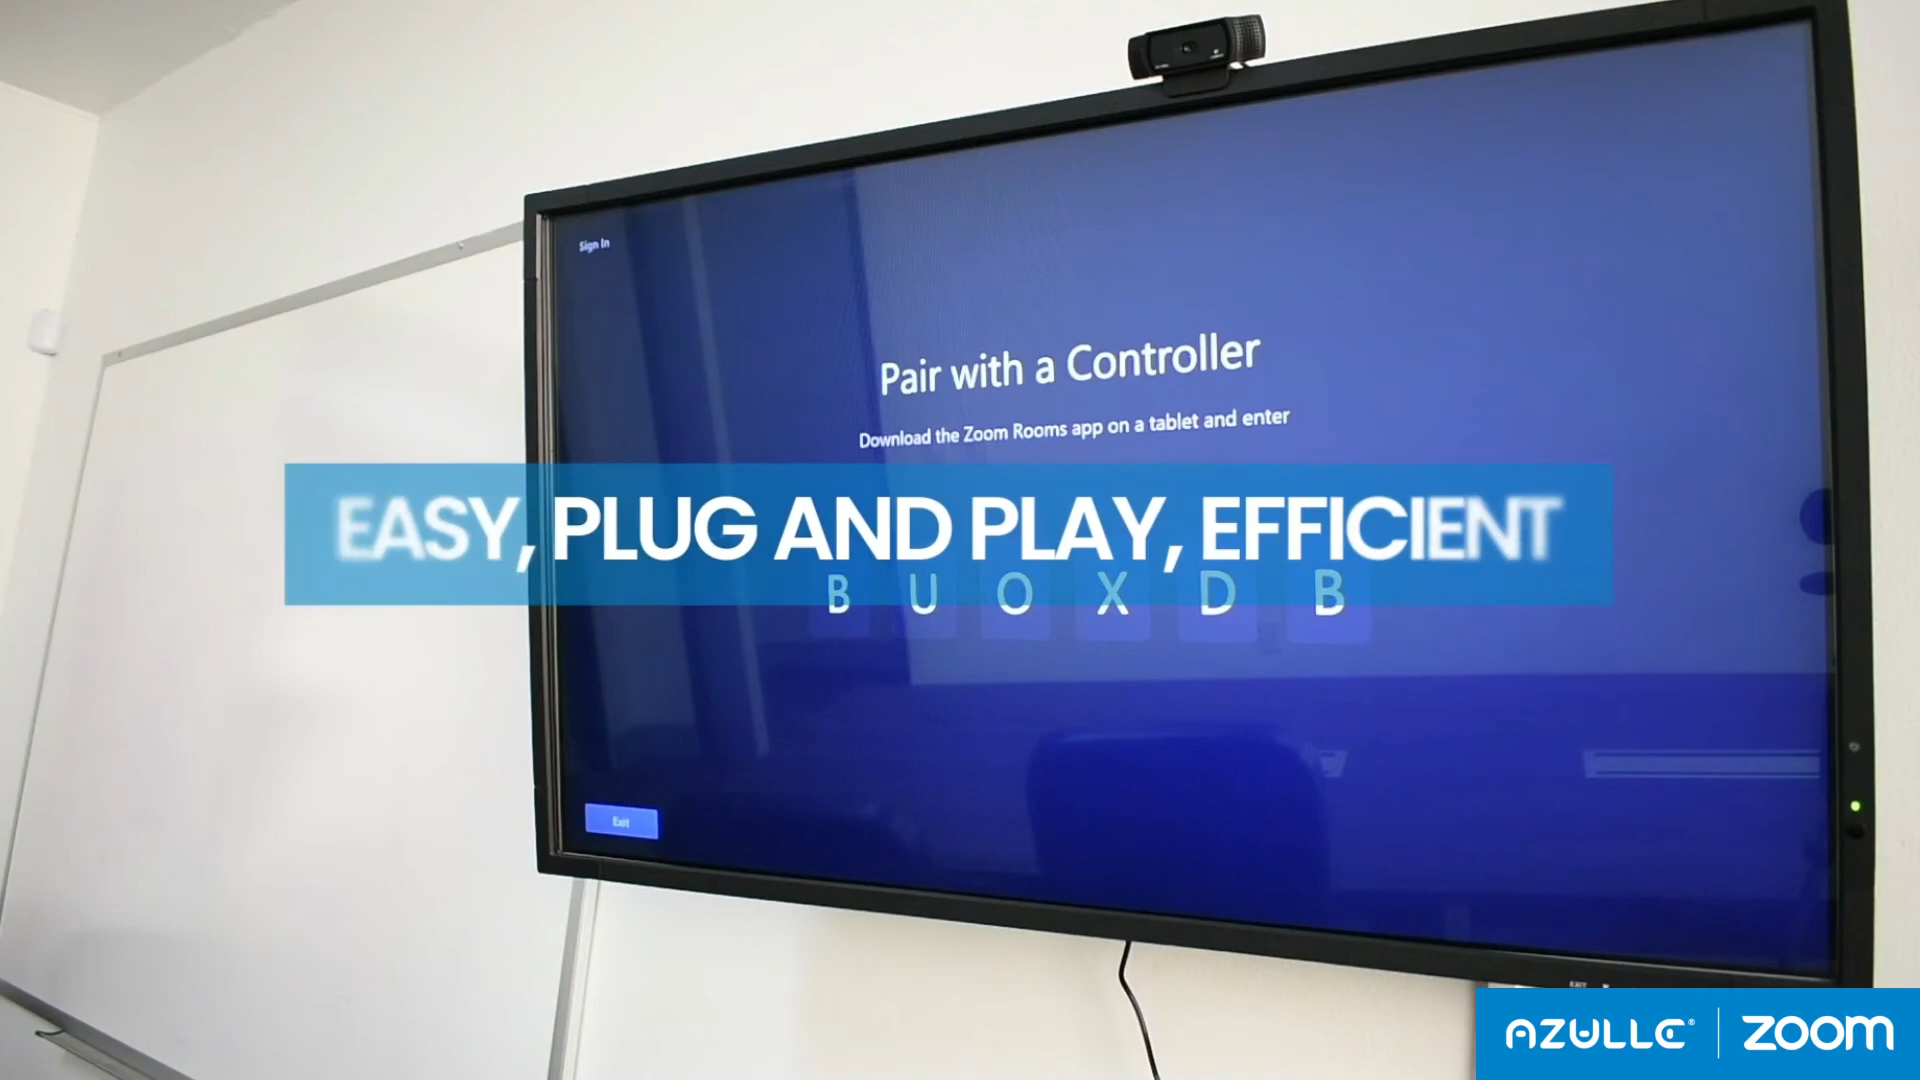 Sign In
Pair with a Controller
Download the Zoom Rooms app on a tablet and enter
EASY, PLUG AND PLAY, EFFICIENT
B U O X D B
Exit
AZULLE® | zoom